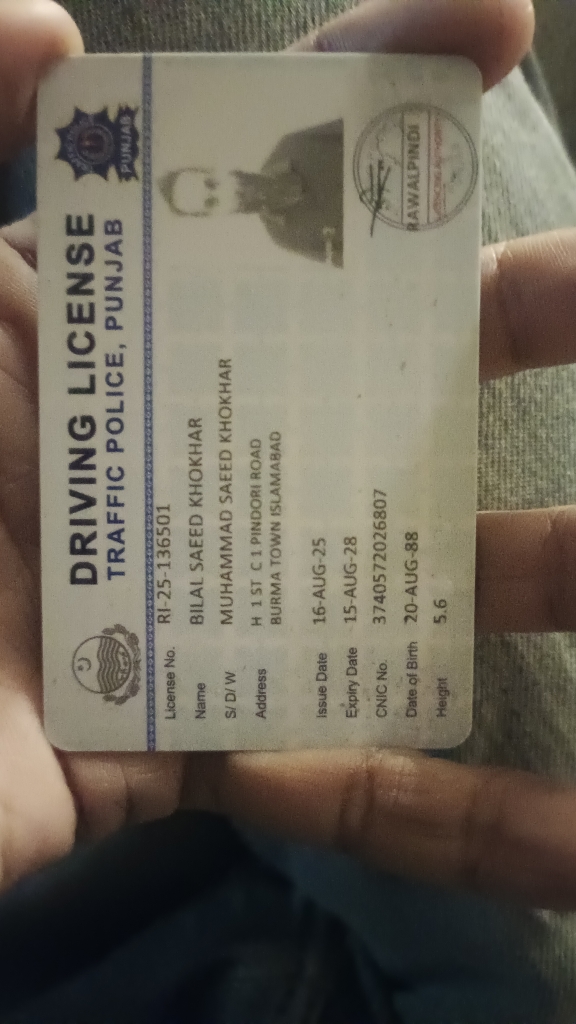 PUNJAB
DRIVING LICENSE
TRAFFIC POLICE, PUNJAB
License No. RI-25-136501
Name BILAL SAEED KHOKHAR
S/ D/ W MUHAMMAD SAEED KHOKHAR
Address H 1 ST C 1 PINDORI ROAD
BURMA TOWN ISLAMABAD
Issue Date 16-AUG-25
Expiry Date 15-AUG-28
CNIC No. 3740572026807
Date of Birth 20-AUG-88
Height 5.6
RAWALPINDI